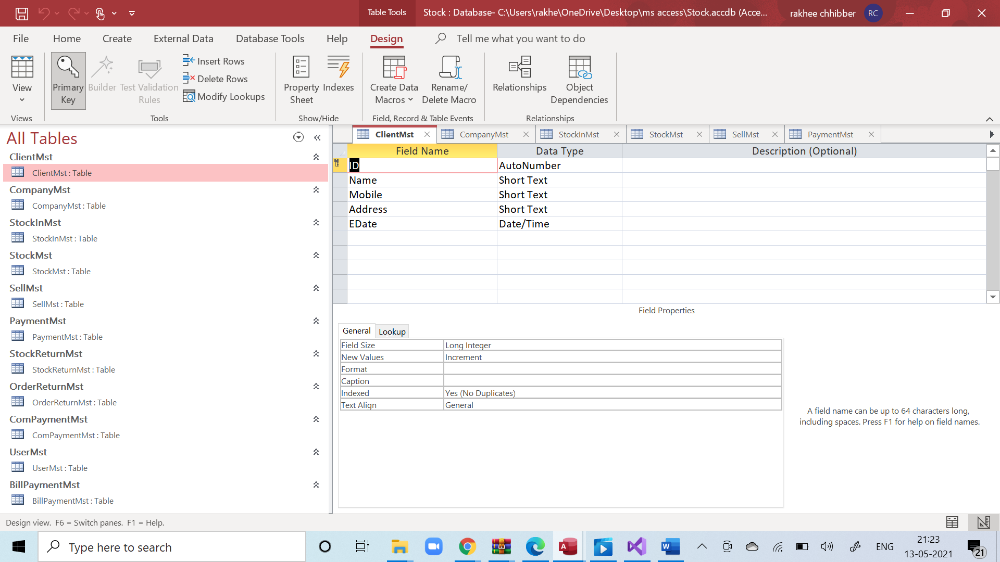 Table Tools
Stock : Database- C:\Users\rakhe\OneDrive\Desktop\ms access\Stock.accdb (Acce...
rakhee chhibber
RC
File
Home
Create
External Data
Database Tools
Help
Design
Tell me what you want to do
View
Primary Key
Builder
Test Validation Rules
Insert Rows
Delete Rows
Modify Lookups
Property Sheet
Indexes
Create Data Macros
Rename/ Delete Macro
Relationships
Object Dependencies
Views
Tools
Show/Hide
Field, Record & Table Events
Relationships
All Tables
ClientMst
ClientMst : Table
CompanyMst
CompanyMst : Table
StockInMst
StockInMst : Table
StockMst
StockMst : Table
SellMst
SellMst : Table
PaymentMst
PaymentMst : Table
StockReturnMst
StockReturnMst : Table
OrderReturnMst
OrderReturnMst : Table
ComPaymentMst
ComPaymentMst : Table
UserMst
UserMst : Table
BillPaymentMst
BillPaymentMst : Table
ClientMst
CompanyMst
StockInMst
StockMst
SellMst
PaymentMst
Field Name
Data Type
Description (Optional)
ID
AutoNumber
Name
Short Text
Mobile
Short Text
Address
Short Text
EDate
Date/Time
Field Properties
General
Lookup
Field Size
Long Integer
New Values
Increment
Format
Caption
Indexed
Yes (No Duplicates)
Text Align
General
A field name can be up to 64 characters long,
including spaces. Press F1 for help on field names.
Design view.  F6 = Switch panes.  F1 = Help.
Type here to search
A
W
ENG
21:23
13-05-2021
21